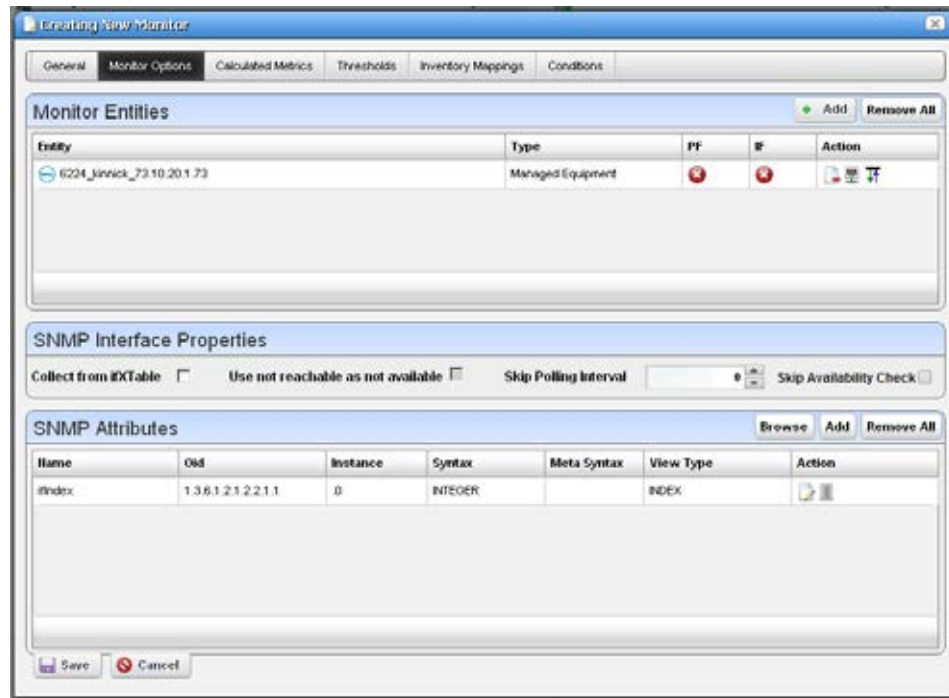 Creating New Monitor
General Monitor Options Calculated Metrics Thresholds Inventory Mappings Conditions
Monitor Entities Add Remove All
Entity Type PF IF Action
6224_kinnick_73:10.20.1.73 Managed Equipment
SNMP Interface Properties
Collect from ifXTable Use not reachable as not available Skip Polling Interval 0 Skip Availability Check
SNMP Attributes Browse Add Remove All
Name Oid Instance Syntax Meta Syntax View Type Action
ifIndex 1.3.6.1.2.1.2.2.1.1 .0 INTEGER INDEX
Save Cancel